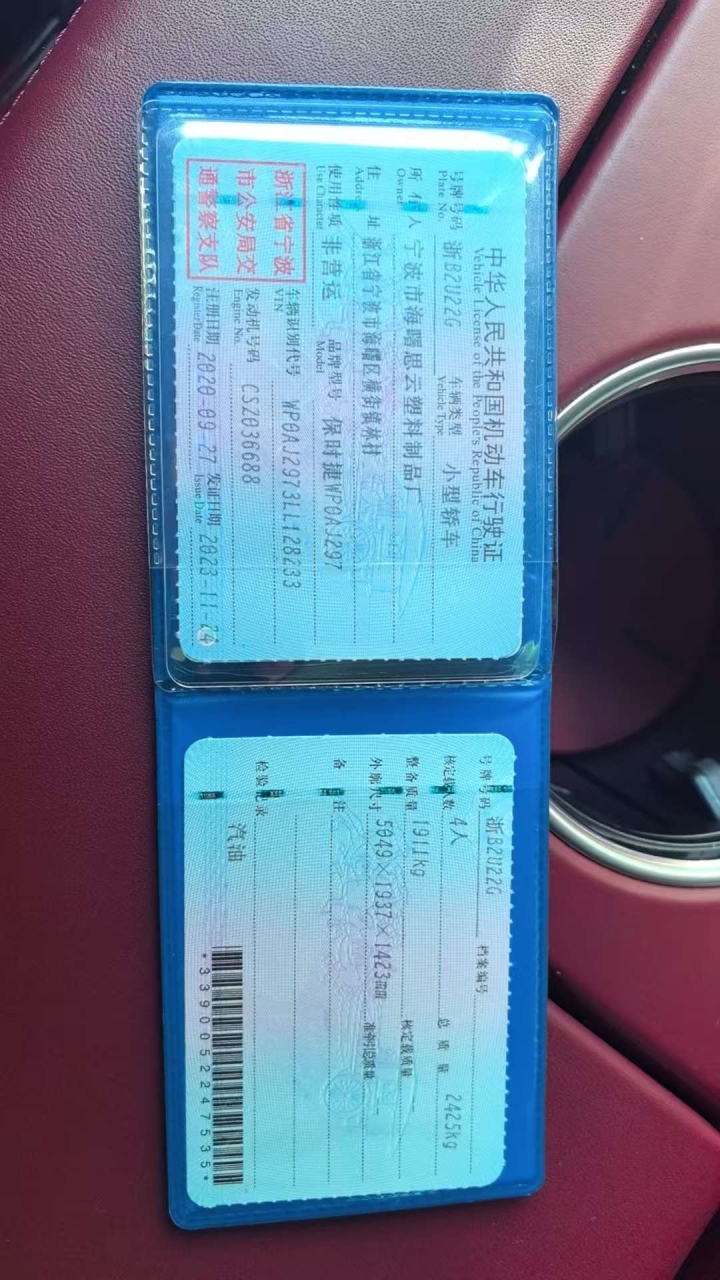 中华人民共和国机动车行驶证
Vehicle License of the People's Republic of China
号牌号码 浙B2U22G 车辆类型 小型轿车
Plate No. Vehicle Type
所有人 宁波市海曙思云塑料制品厂
Owner
住址 浙江省宁波市海曙区横街镇林村
Address
使用性质 非营运 品牌型号 保时捷WP0AJ297
Use Character Model
浙江省宁波
市公安局交
通警察支队
车辆识别代号 WP0AJ2973LL128233
VIN
发动机号码 CSZ036688
Engine No.
注册日期 2020-09-27 发证日期 2023-11-24
Register Date Issue Date
号牌号码 浙B2U22G 档案编号
核定载人数 4人 总质量 2425kg
整备质量 1911kg 核定载质量
外廓尺寸 5049×1937×1423mm 准牵引总质量
备注
检验记录
汽油
*3390052247535*